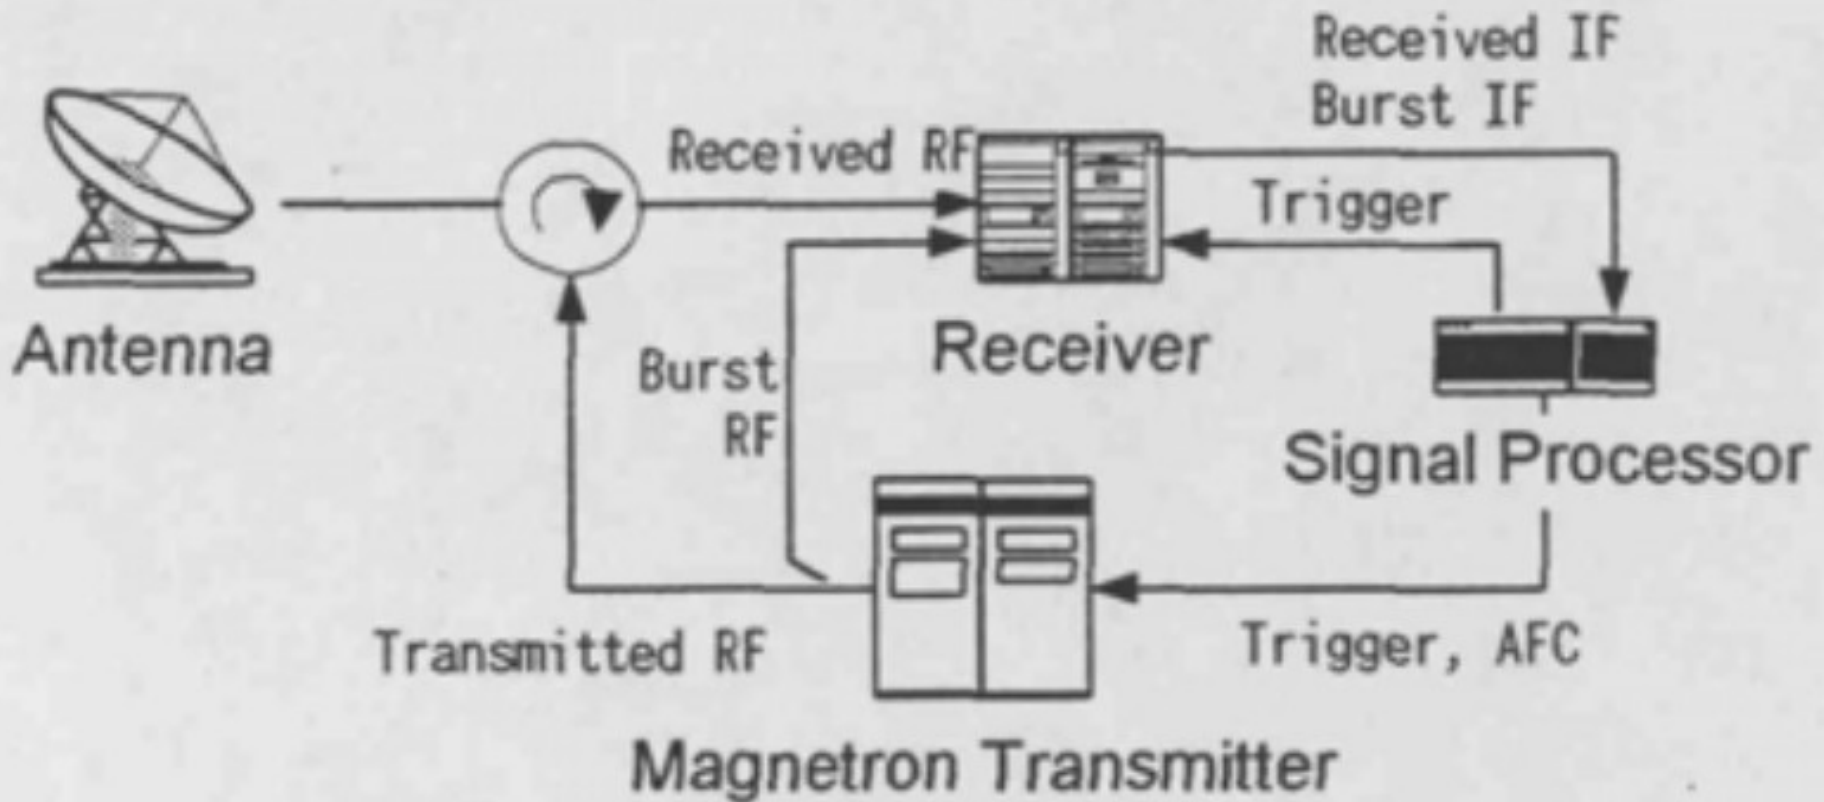 Received IF
Burst IF
Received RF
Trigger
Antenna
Receiver
Burst
RF
Signal Processor
Transmitted RF
Trigger, AFC
Magnetron Transmitter